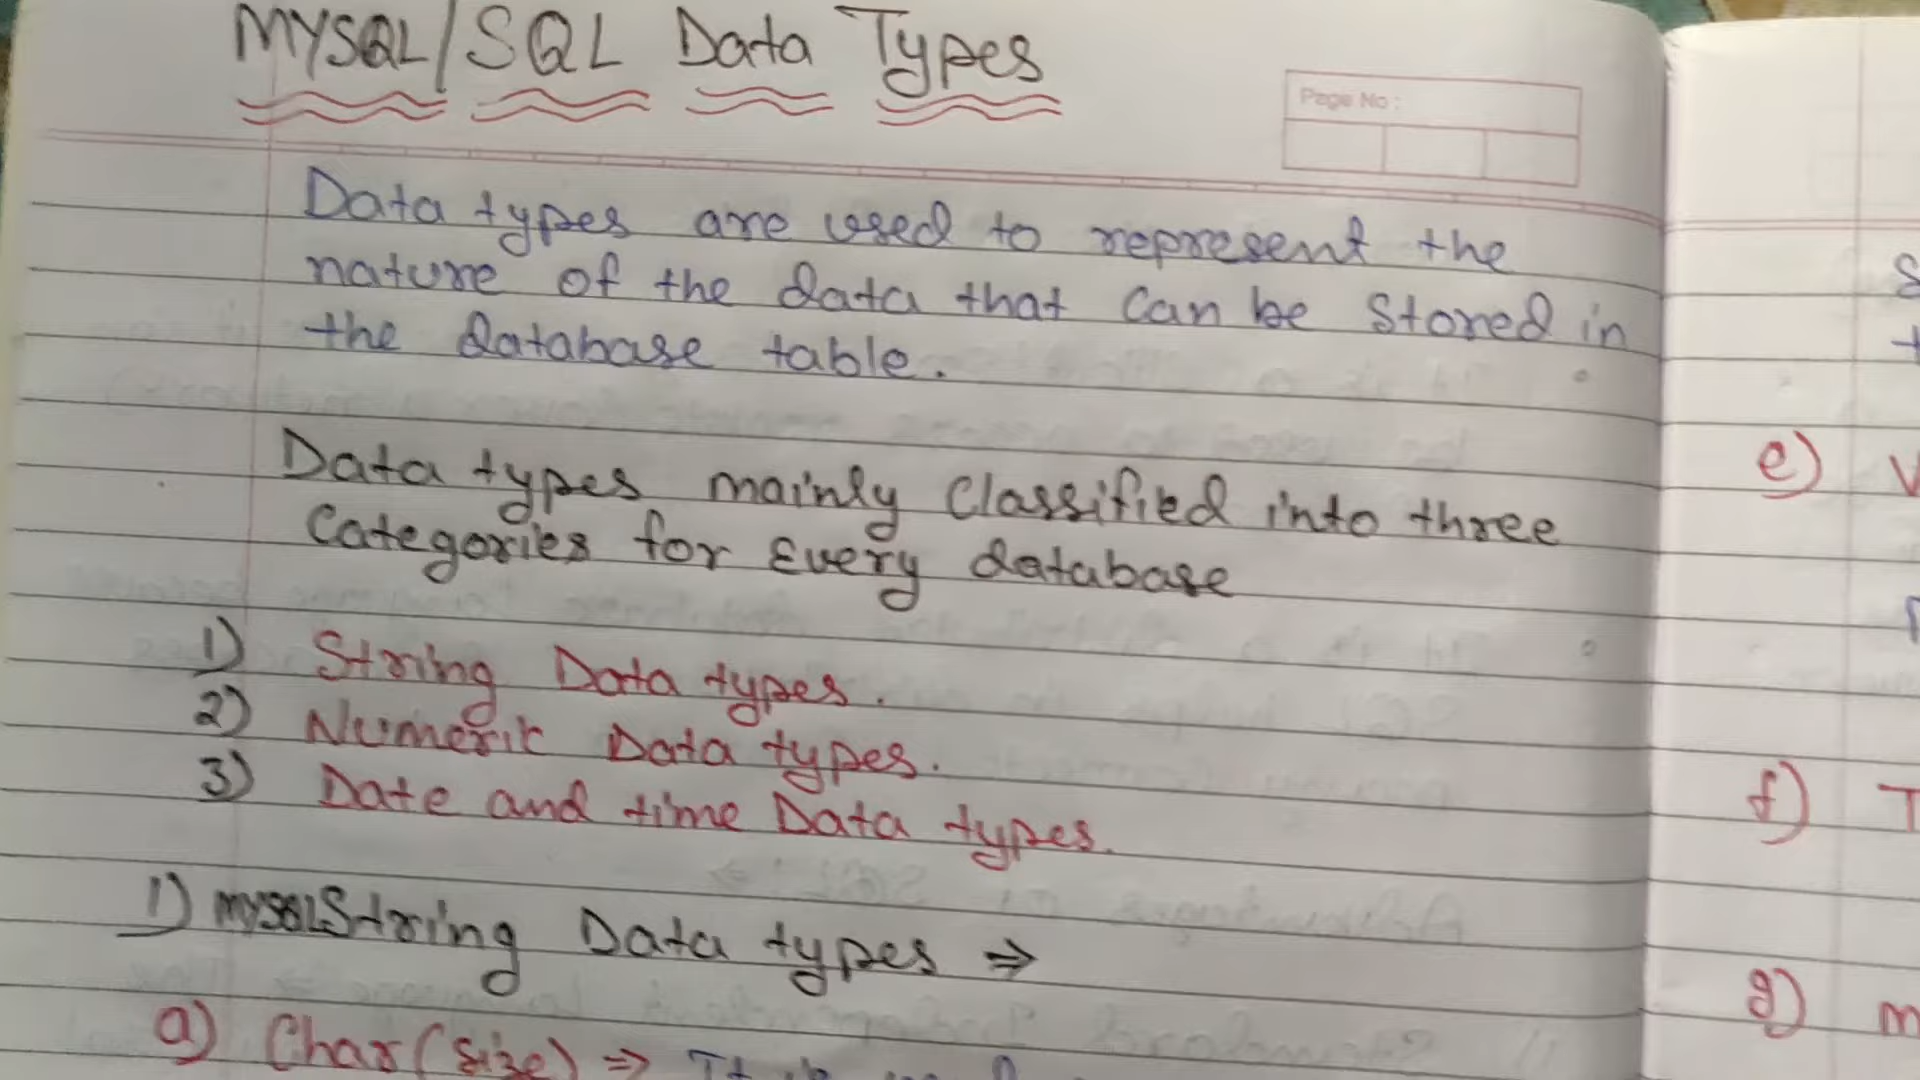 MYSQL/SQL Data Types
Page No:
Data types are used to represent the
nature of the data that can be stored in
the database table.
Data types mainly Classified into three
Categories for Every database
1) String Data types.
2) Numeric Data types.
3) Date and time Data types.
1) MYSQL String Data types ⇒
a) Char(size) ⇒ It is
e)
f)
g)